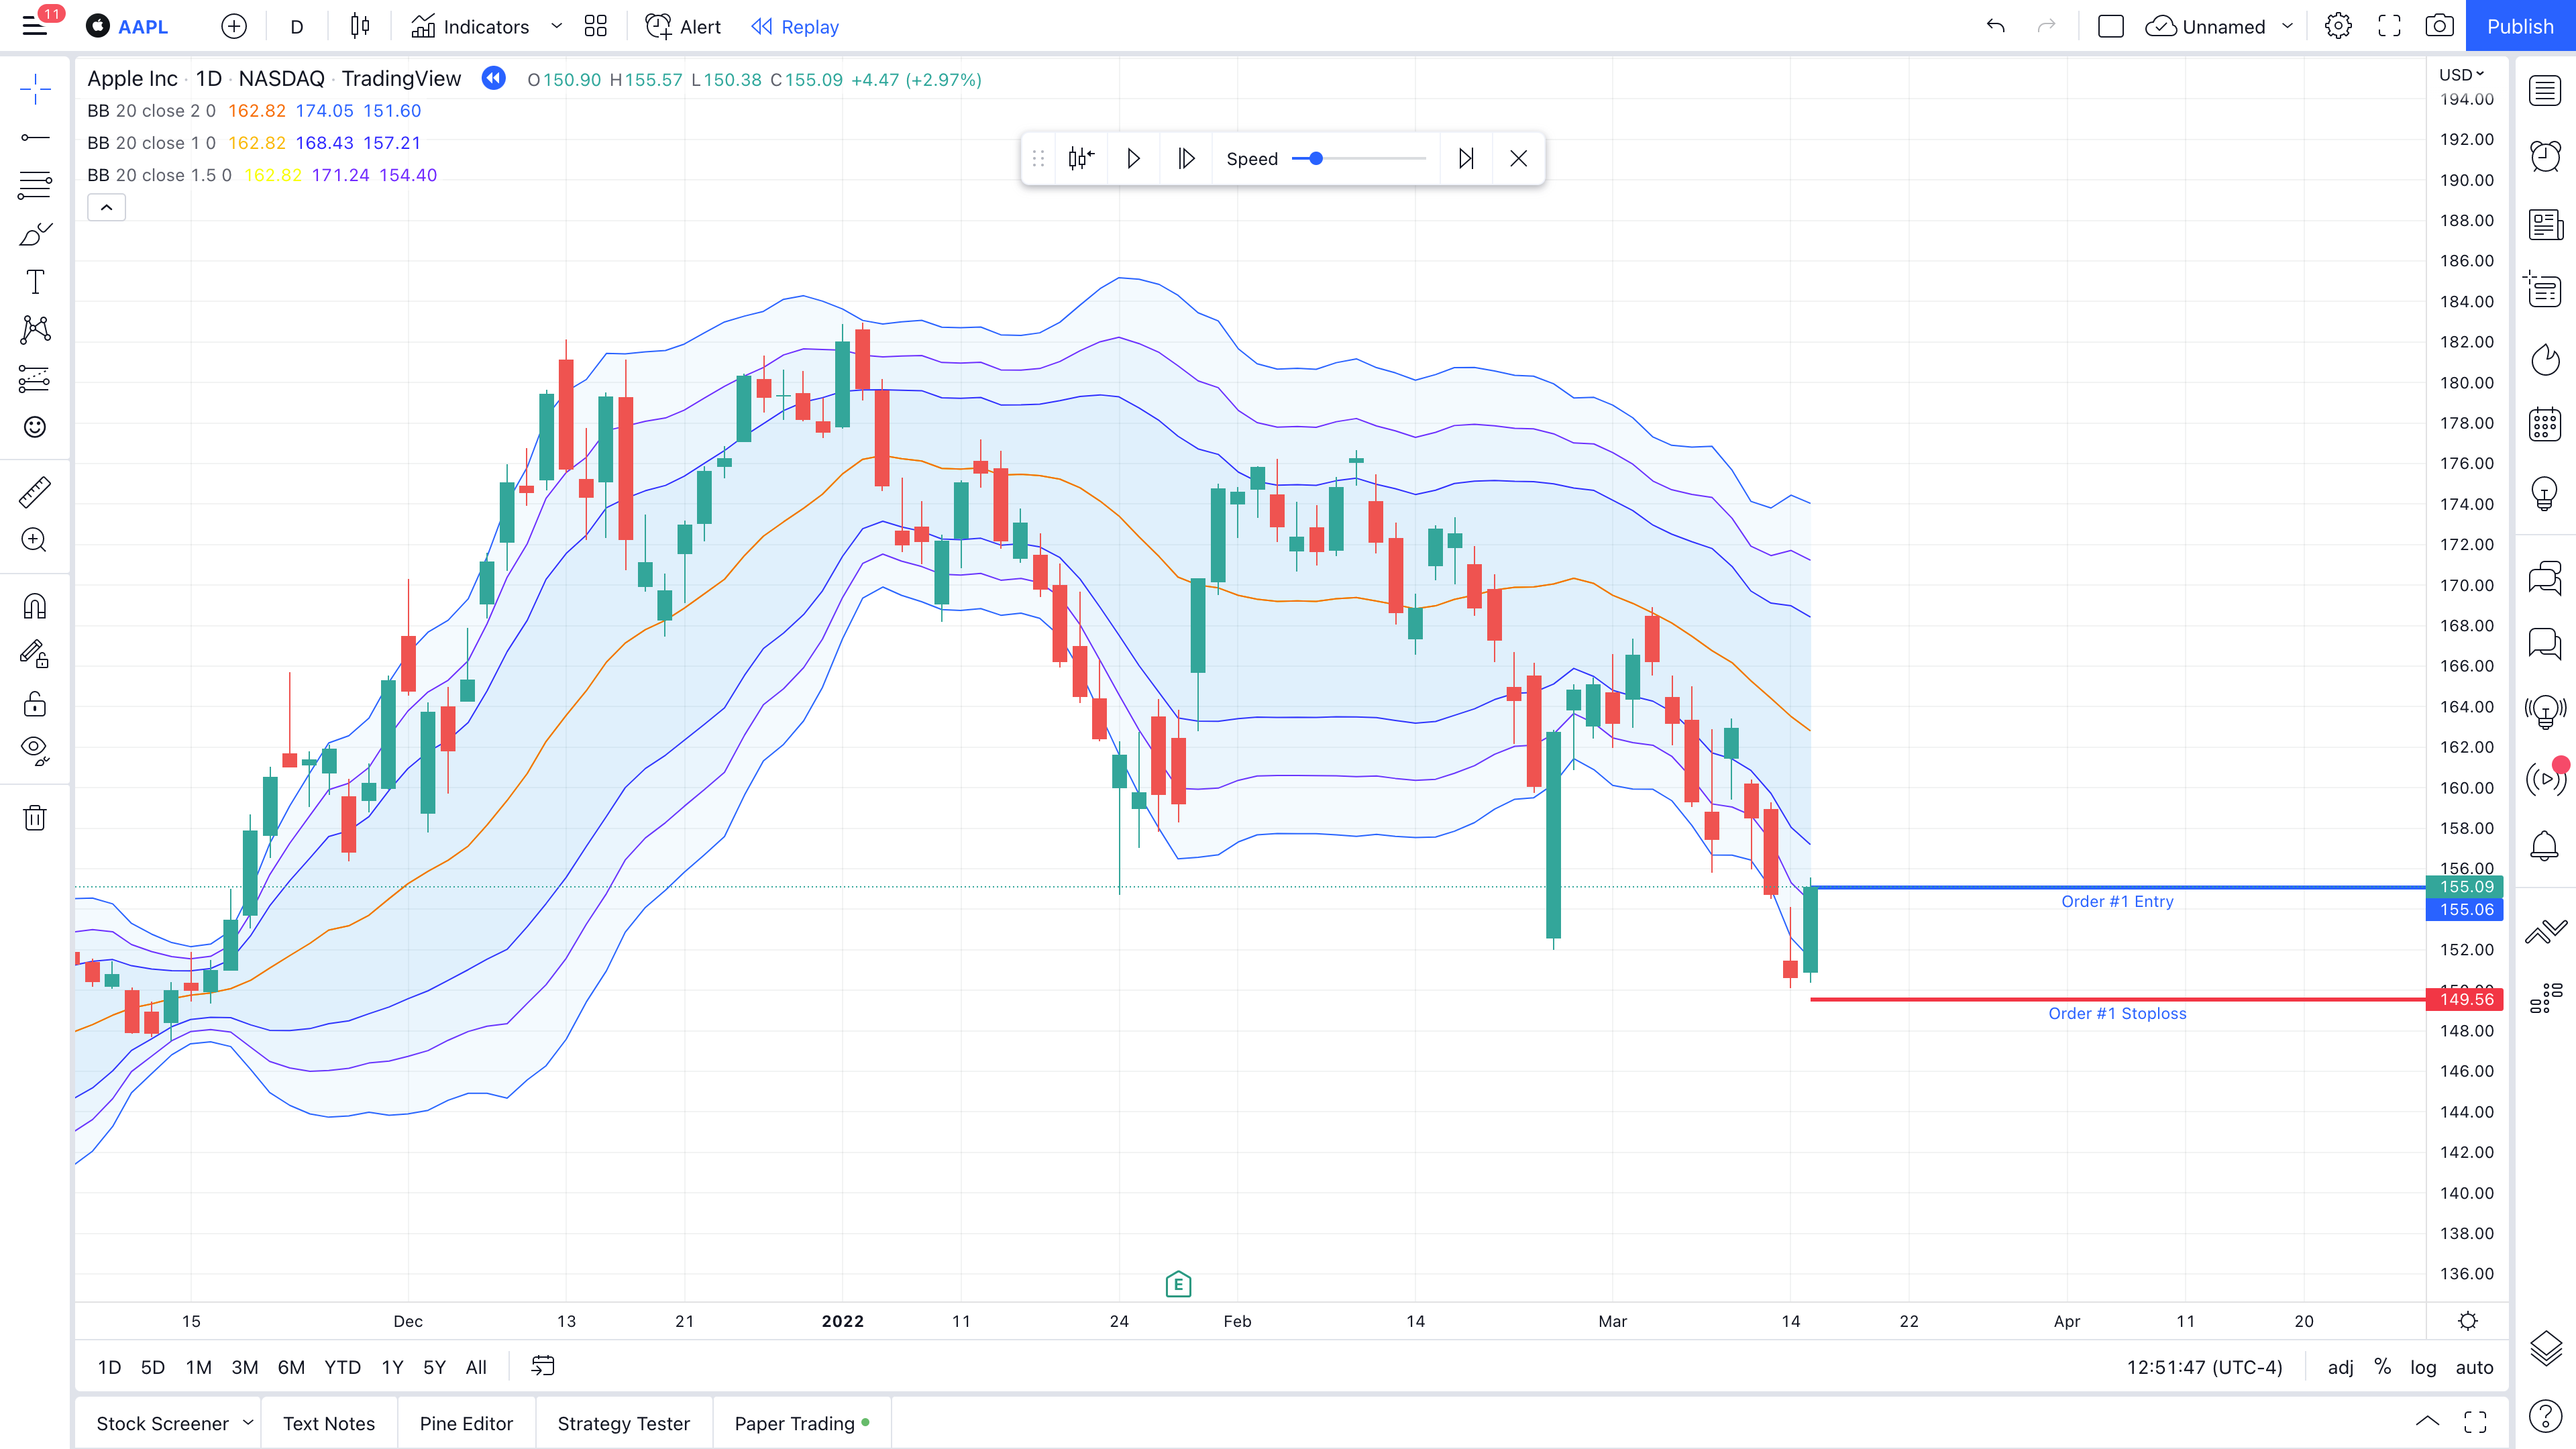 11
AAPL D Indicators Alert Replay Unnamed Publish
Apple Inc · 1D · NASDAQ · TradingView O150.90 H155.57 L150.38 C155.09 +4.47 (+2.97%)
BB 20 close 2 0 162.82 174.05 151.60
BB 20 close 1 0 162.82 168.43 157.21
BB 20 close 1.5 0 162.82 171.24 154.40
Speed
USD
194.00
192.00
190.00
188.00
186.00
184.00
182.00
180.00
178.00
176.00
174.00
172.00
170.00
168.00
166.00
164.00
162.00
160.00
158.00
156.00
155.09
Order #1 Entry
155.06
152.00
149.56
Order #1 Stoploss
148.00
146.00
144.00
142.00
140.00
138.00
136.00
E
15 Dec 13 21 2022 11 24 Feb 14 Mar 14 22 Apr 11 20
1D 5D 1M 3M 6M YTD 1Y 5Y All 12:51:47 (UTC-4) adj % log auto
Stock Screener Text Notes Pine Editor Strategy Tester Paper Trading